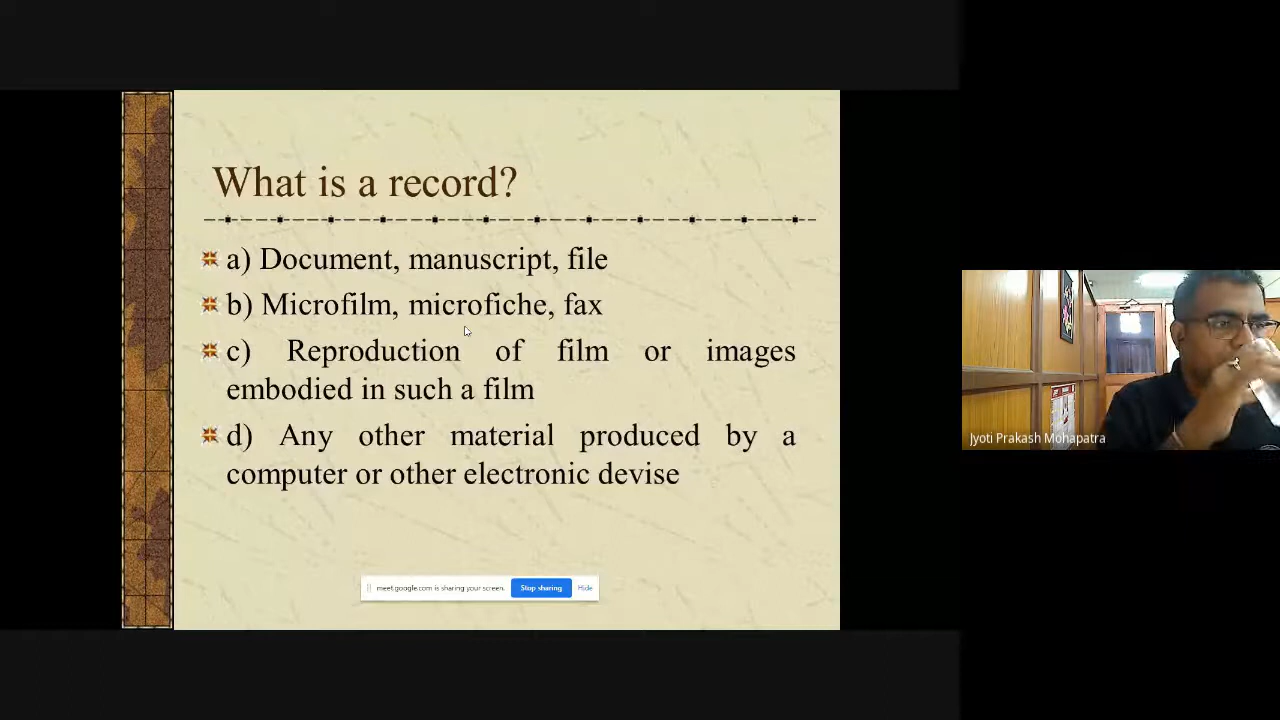 What is a record?
a) Document, manuscript, file
b) Microfilm, microfiche, fax
c) Reproduction of film or images
embodied in such a film
d) Any other material produced by a
computer or other electronic devise
meet.google.com is sharing your screen. Stop sharing Hide
Jyoti Prakash Mohapatra